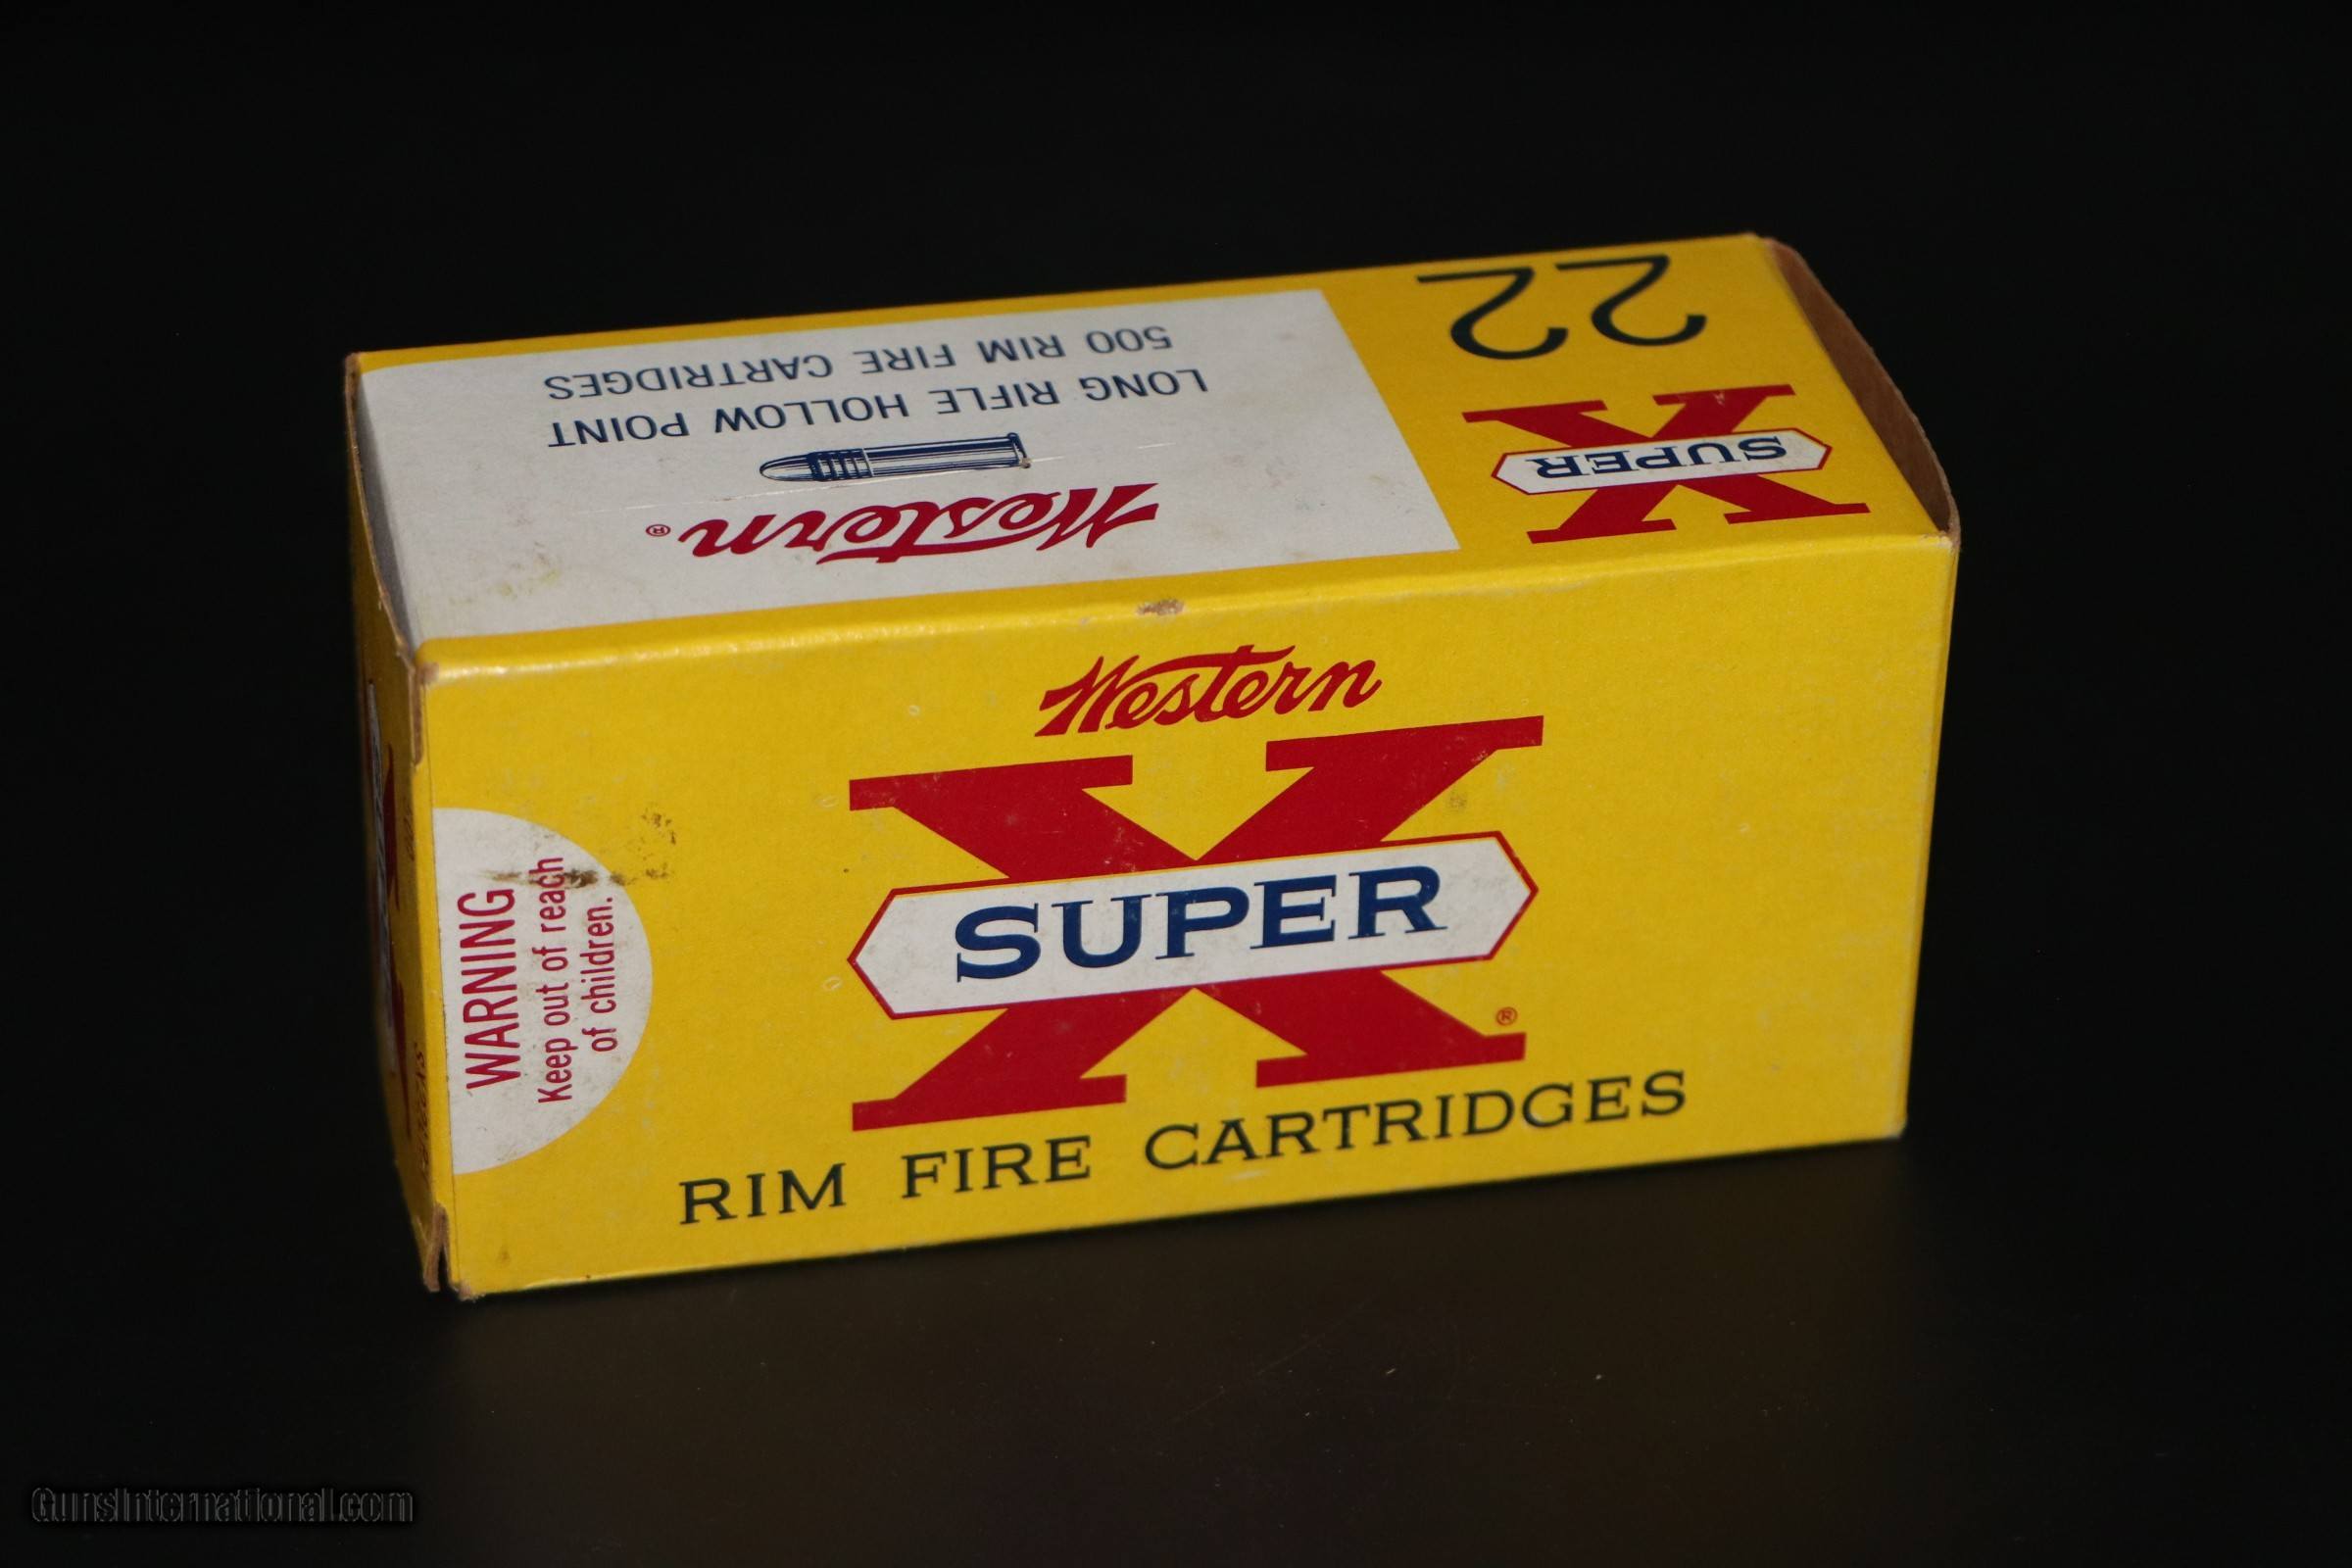 22
SUPER X
500 RIM FIRE CARTRIDGES
LONG RIFLE HOLLOW POINT
Western®
Western
SUPER X
®
RIM FIRE CARTRIDGES
WARNING
Keep out of reach
of children.
GunsInternational.com